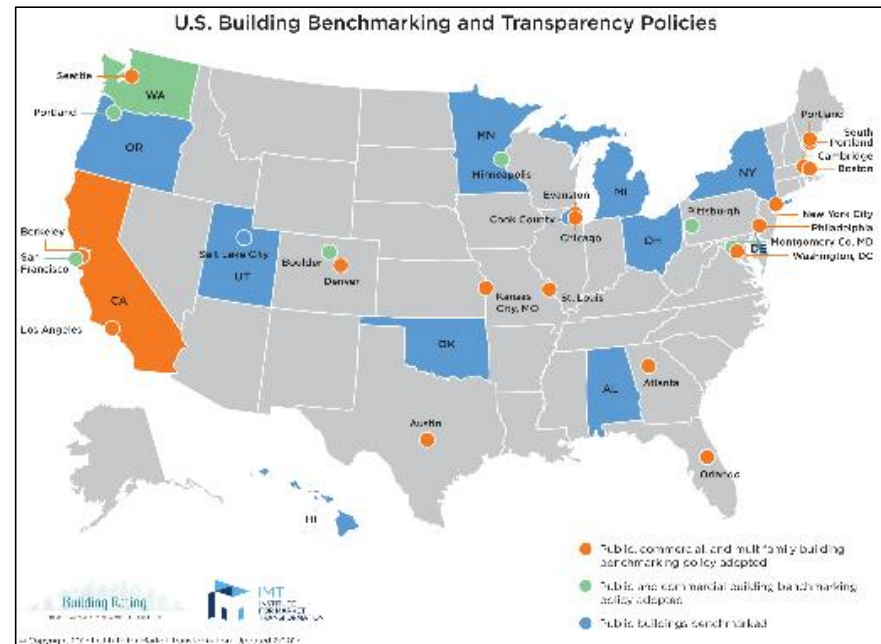 U.S. Building Benchmarking and Transparency Policies
Seattle
WA
Portland
OR
MN
Minneapolis
MI
NY
Portland
South
Portland
Cambridge
Boston
Evanston
Cook County
Chicago
Pittsburgh
New York City
Philadelphia
Montgomery Co, MD
Washington, DC
DE
OH
Berkeley
San
Francisco
CA
Los Angeles
Salt Lake City
UT
Boulder
Denver
Kansas
City, MO
St. Louis
OK
AL
Atlanta
Austin
Orlando
HI
Public, commercial, and multifamily building
benchmarking policy adopted
Public and commercial building benchmarking
policy adopted
Public buildings benchmarked
Building Rating
IMT
INSTITUTE
FOR MARKET
TRANSFORMATION